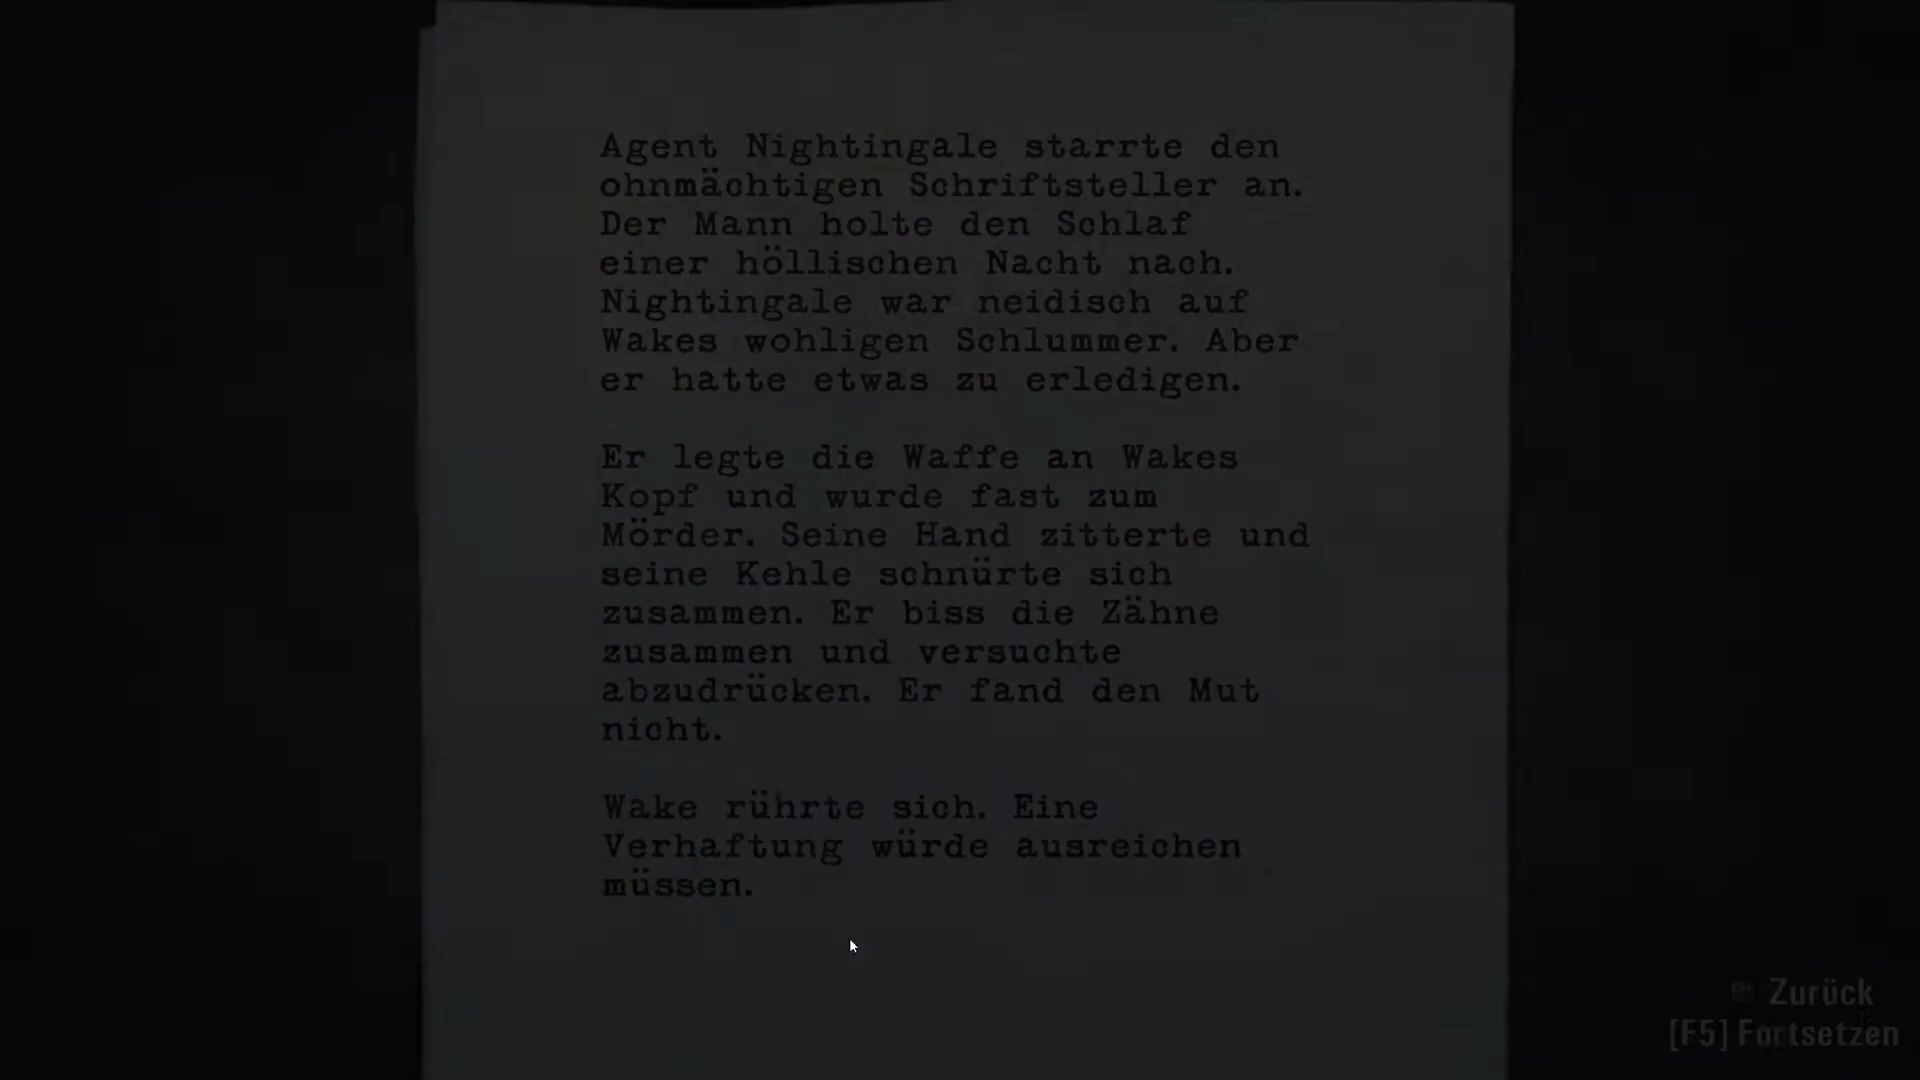 Agent Nightingale starrte den
ohnmächtigen Schriftsteller an.
Der Mann holte den Schlaf
einer höllischen Nacht nach.
Nightingale war neidisch auf
Wakes wohligen Schlummer. Aber
er hatte etwas zu erledigen.
Er legte die Waffe an Wakes
Kopf und wurde fast zum
Mörder. Seine Hand zitterte und
seine Kehle schnürte sich
zusammen. Er biss die Zähne
zusammen und versuchte
abzudrücken. Er fand den Mut
nicht.
Wake rührte sich. Eine
Verhaftung würde ausreichen
müssen.
Zurück
[F5] Fortsetzen